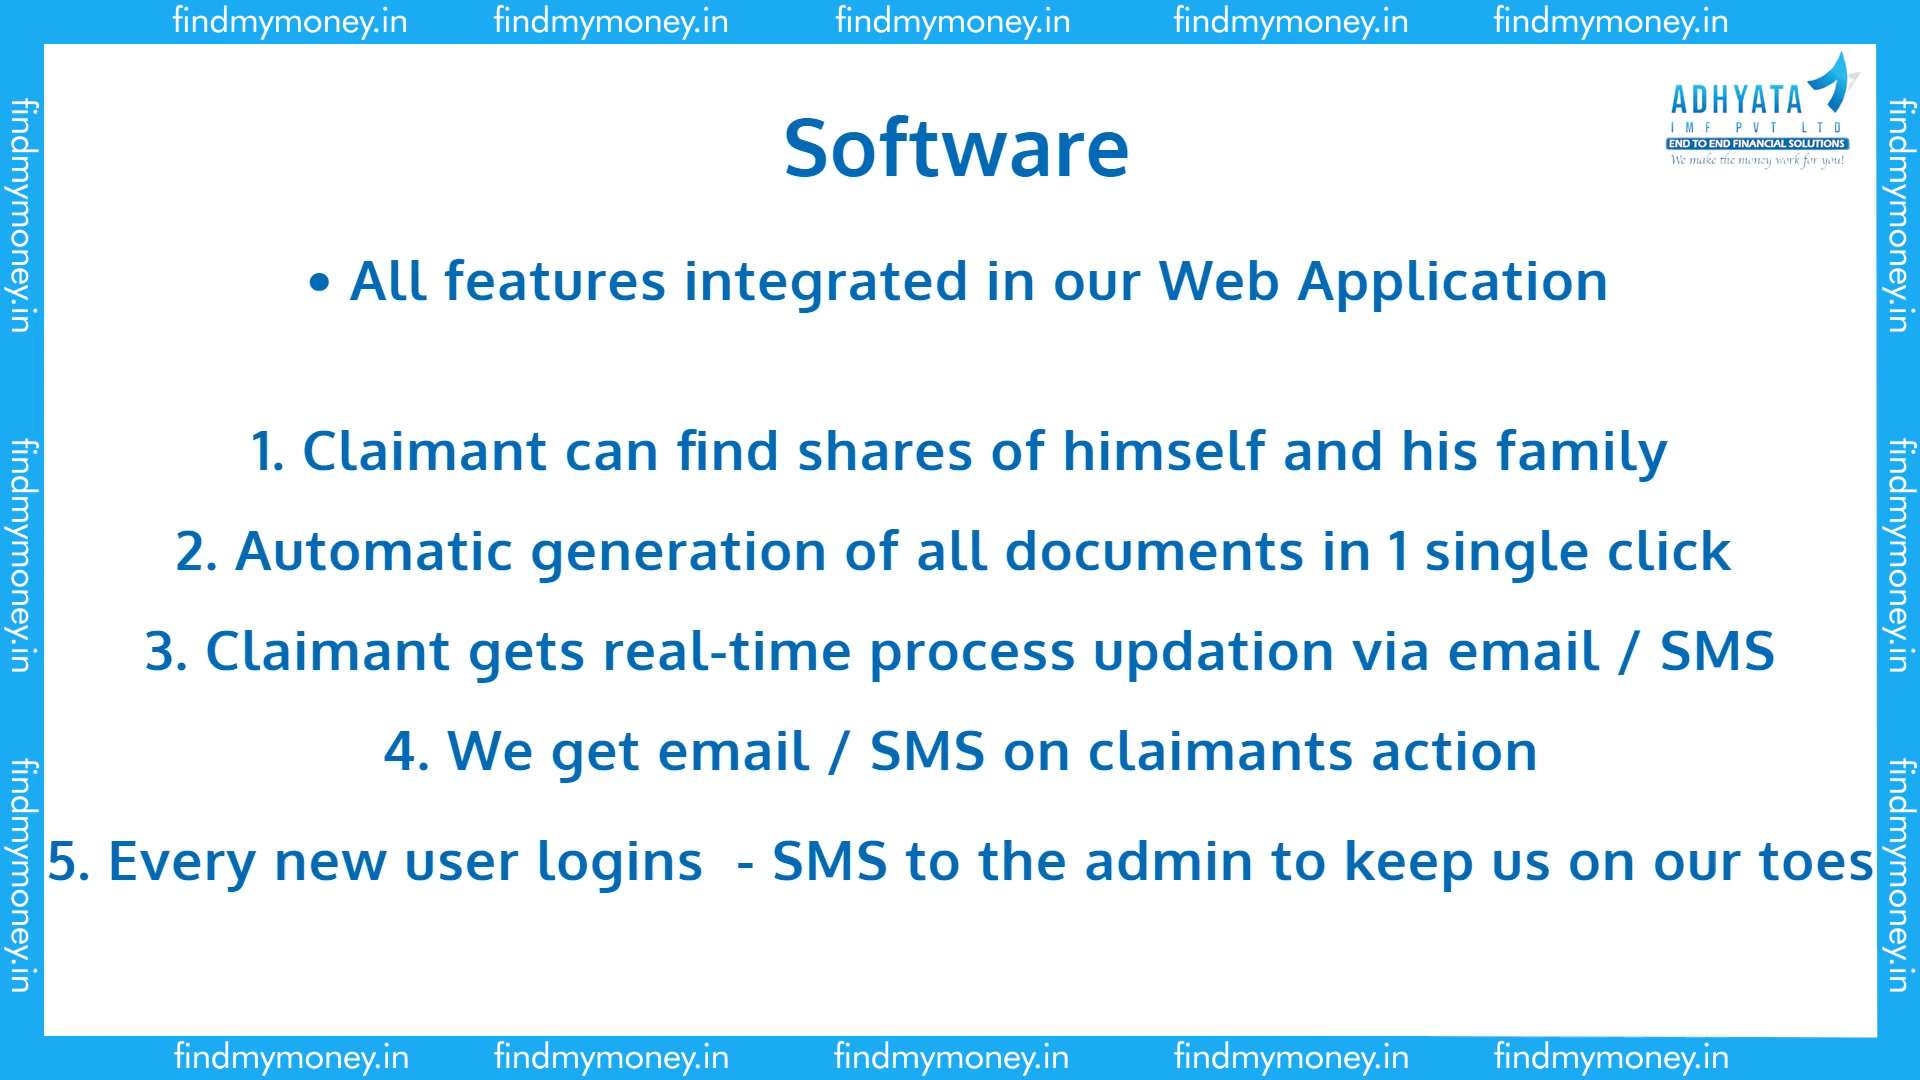 findmymoney.in findmymoney.in findmymoney.in findmymoney.in findmymoney.in
ADHYATA
IMF PVT LTD
END TO END FINANCIAL SOLUTIONS
We make the money work for you!
Software
• All features integrated in our Web Application
1. Claimant can find shares of himself and his family
2. Automatic generation of all documents in 1 single click
3. Claimant gets real-time process updation via email / SMS
4. We get email / SMS on claimants action
5. Every new user logins - SMS to the admin to keep us on our toes
findmymoney.in findmymoney.in findmymoney.in
findmymoney.in findmymoney.in findmymoney.in
findmymoney.in findmymoney.in findmymoney.in findmymoney.in findmymoney.in